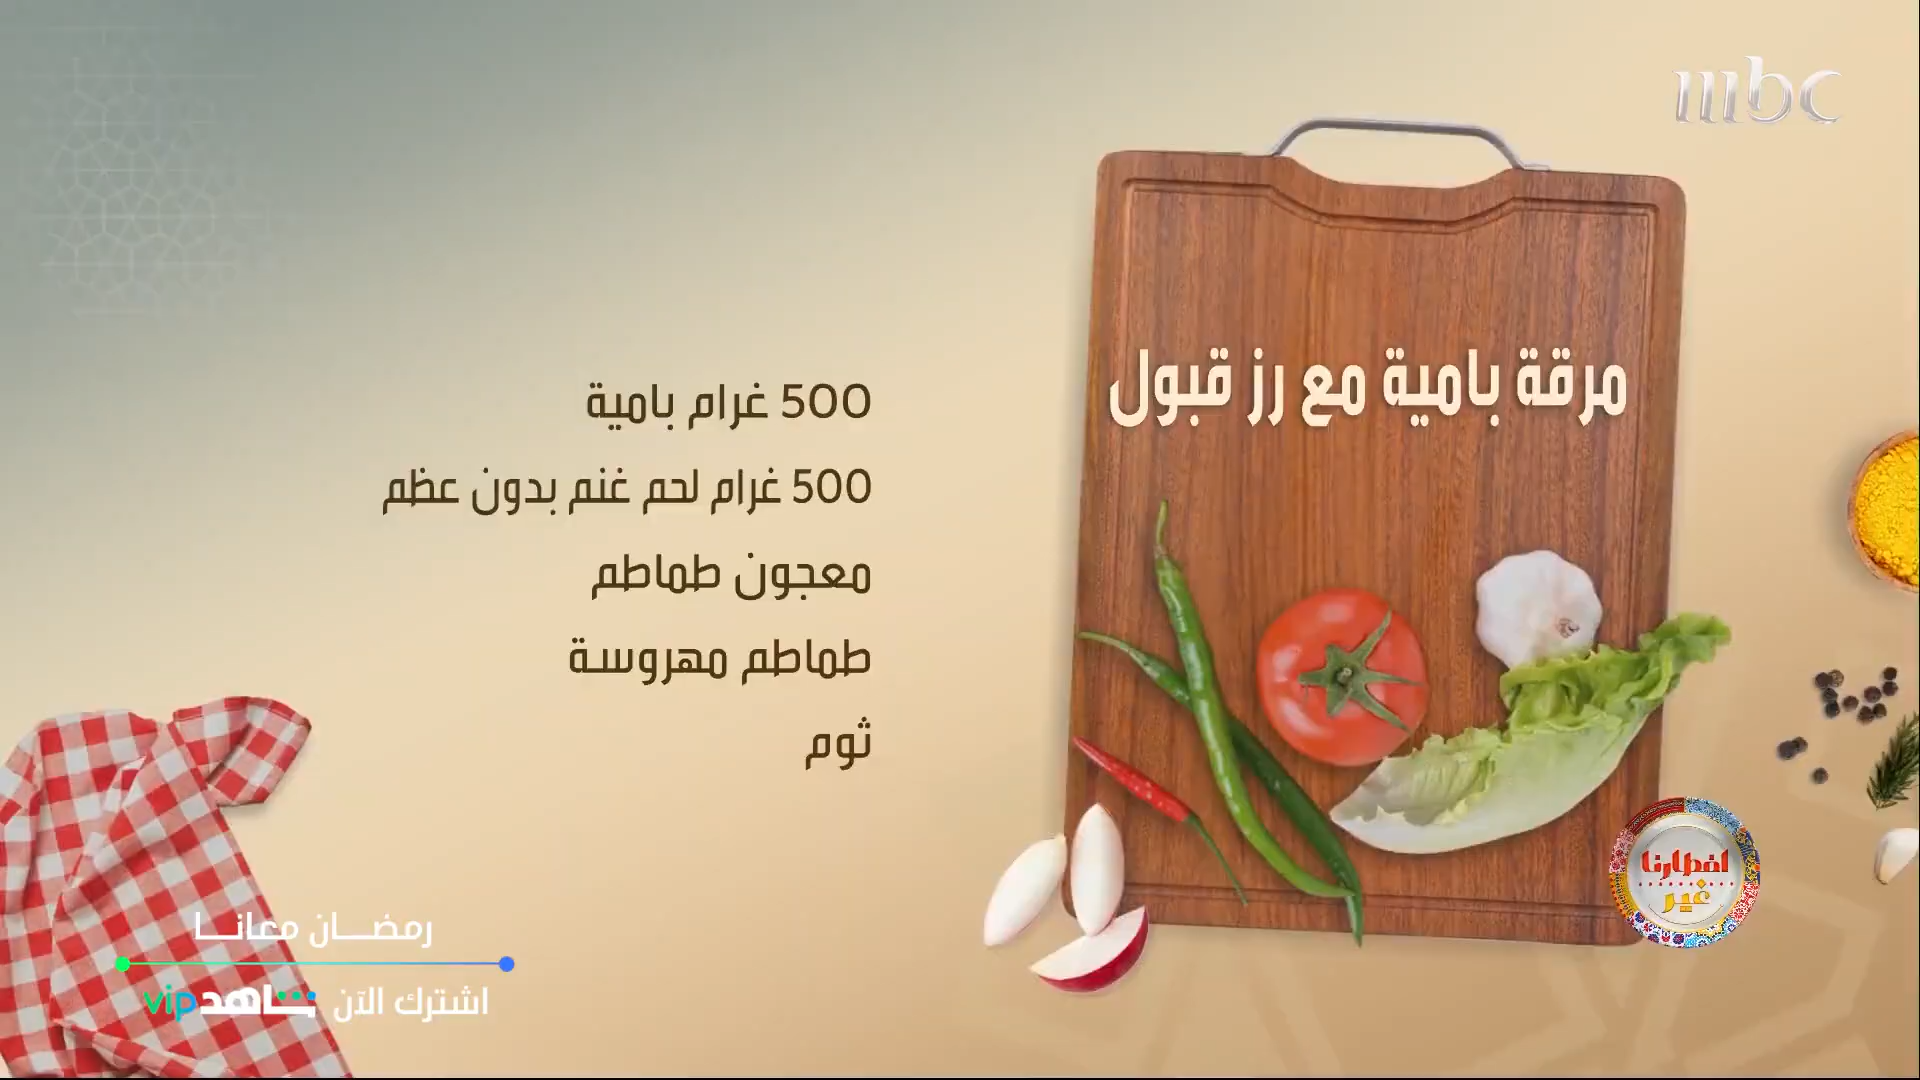 mbc
مرقة بامية مع رز قبول
500 غرام بامية
500 غرام لحم غنم بدون عظم
معجون طماطم
طماطم مهروسة
ثوم
افطارنا
غير
رمضـــان معانـــا
اشترك الآن شاهد vip